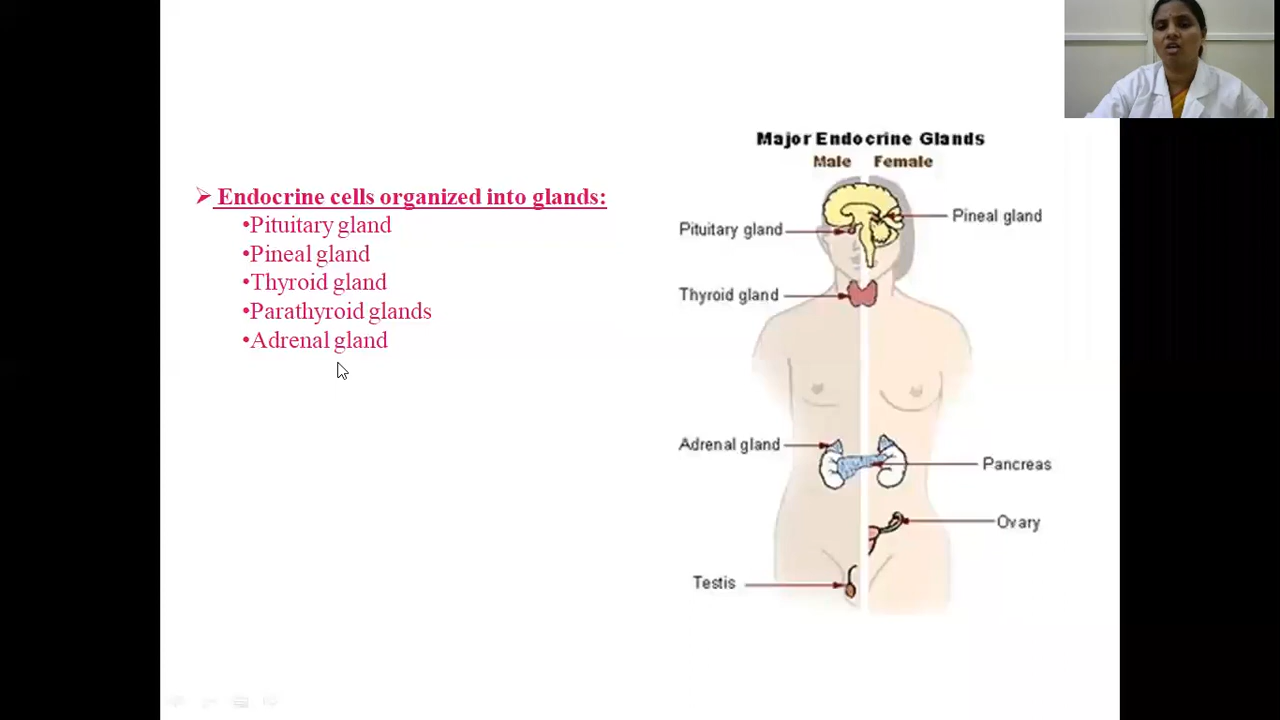 ➢ Endocrine cells organized into glands:
•Pituitary gland
•Pineal gland
•Thyroid gland
•Parathyroid glands
•Adrenal gland
Major Endocrine Glands
Male Female
Pineal gland
Pituitary gland
Thyroid gland
Adrenal gland
Pancreas
Ovary
Testis